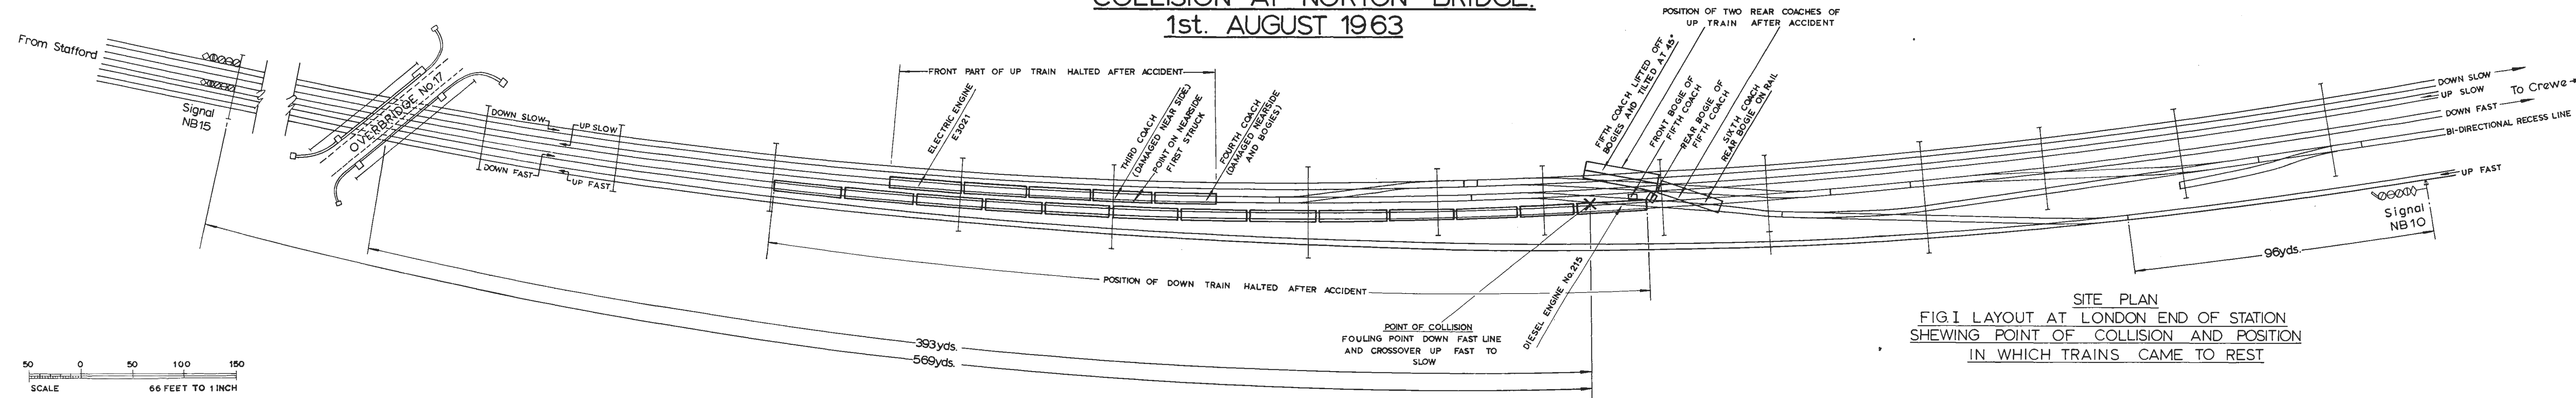 COLLISION AT NORTON BRIDGE.
1st. AUGUST 1963
From Stafford
Signal
NB15
OVERBRIDGE No.17
DOWN SLOW
UP SLOW
DOWN FAST
UP FAST
FRONT PART OF UP TRAIN HALTED AFTER ACCIDENT
ELECTRIC ENGINE
E3021
THIRD COACH
(DAMAGED NEAR SIDE)
POINT ON NEARSIDE
FIRST STRUCK
FOURTH COACH
(DAMAGED NEARSIDE
AND BOGIES)
POSITION OF TWO REAR COACHES OF
UP TRAIN AFTER ACCIDENT
FIFTH COACH LIFTED OFF
BOGIES AND TILTED AT 45°
FRONT BOGIE OF
FIFTH COACH
REAR BOGIE OF
FIFTH COACH
SIXTH COACH
REAR BOGIE ON RAIL
DOWN SLOW
UP SLOW
To Crewe
DOWN FAST
BI-DIRECTIONAL RECESS LINE
UP FAST
Signal
NB10
96yds.
POSITION OF DOWN TRAIN HALTED AFTER ACCIDENT
POINT OF COLLISION
FOULING POINT DOWN FAST LINE
AND CROSSOVER UP FAST TO
SLOW
DIESEL ENGINE No.215
393yds.
569yds.
50 0 50 100 150
SCALE 66 FEET TO 1 INCH
SITE PLAN
FIG.I LAYOUT AT LONDON END OF STATION
SHEWING POINT OF COLLISION AND POSITION
IN WHICH TRAINS CAME TO REST